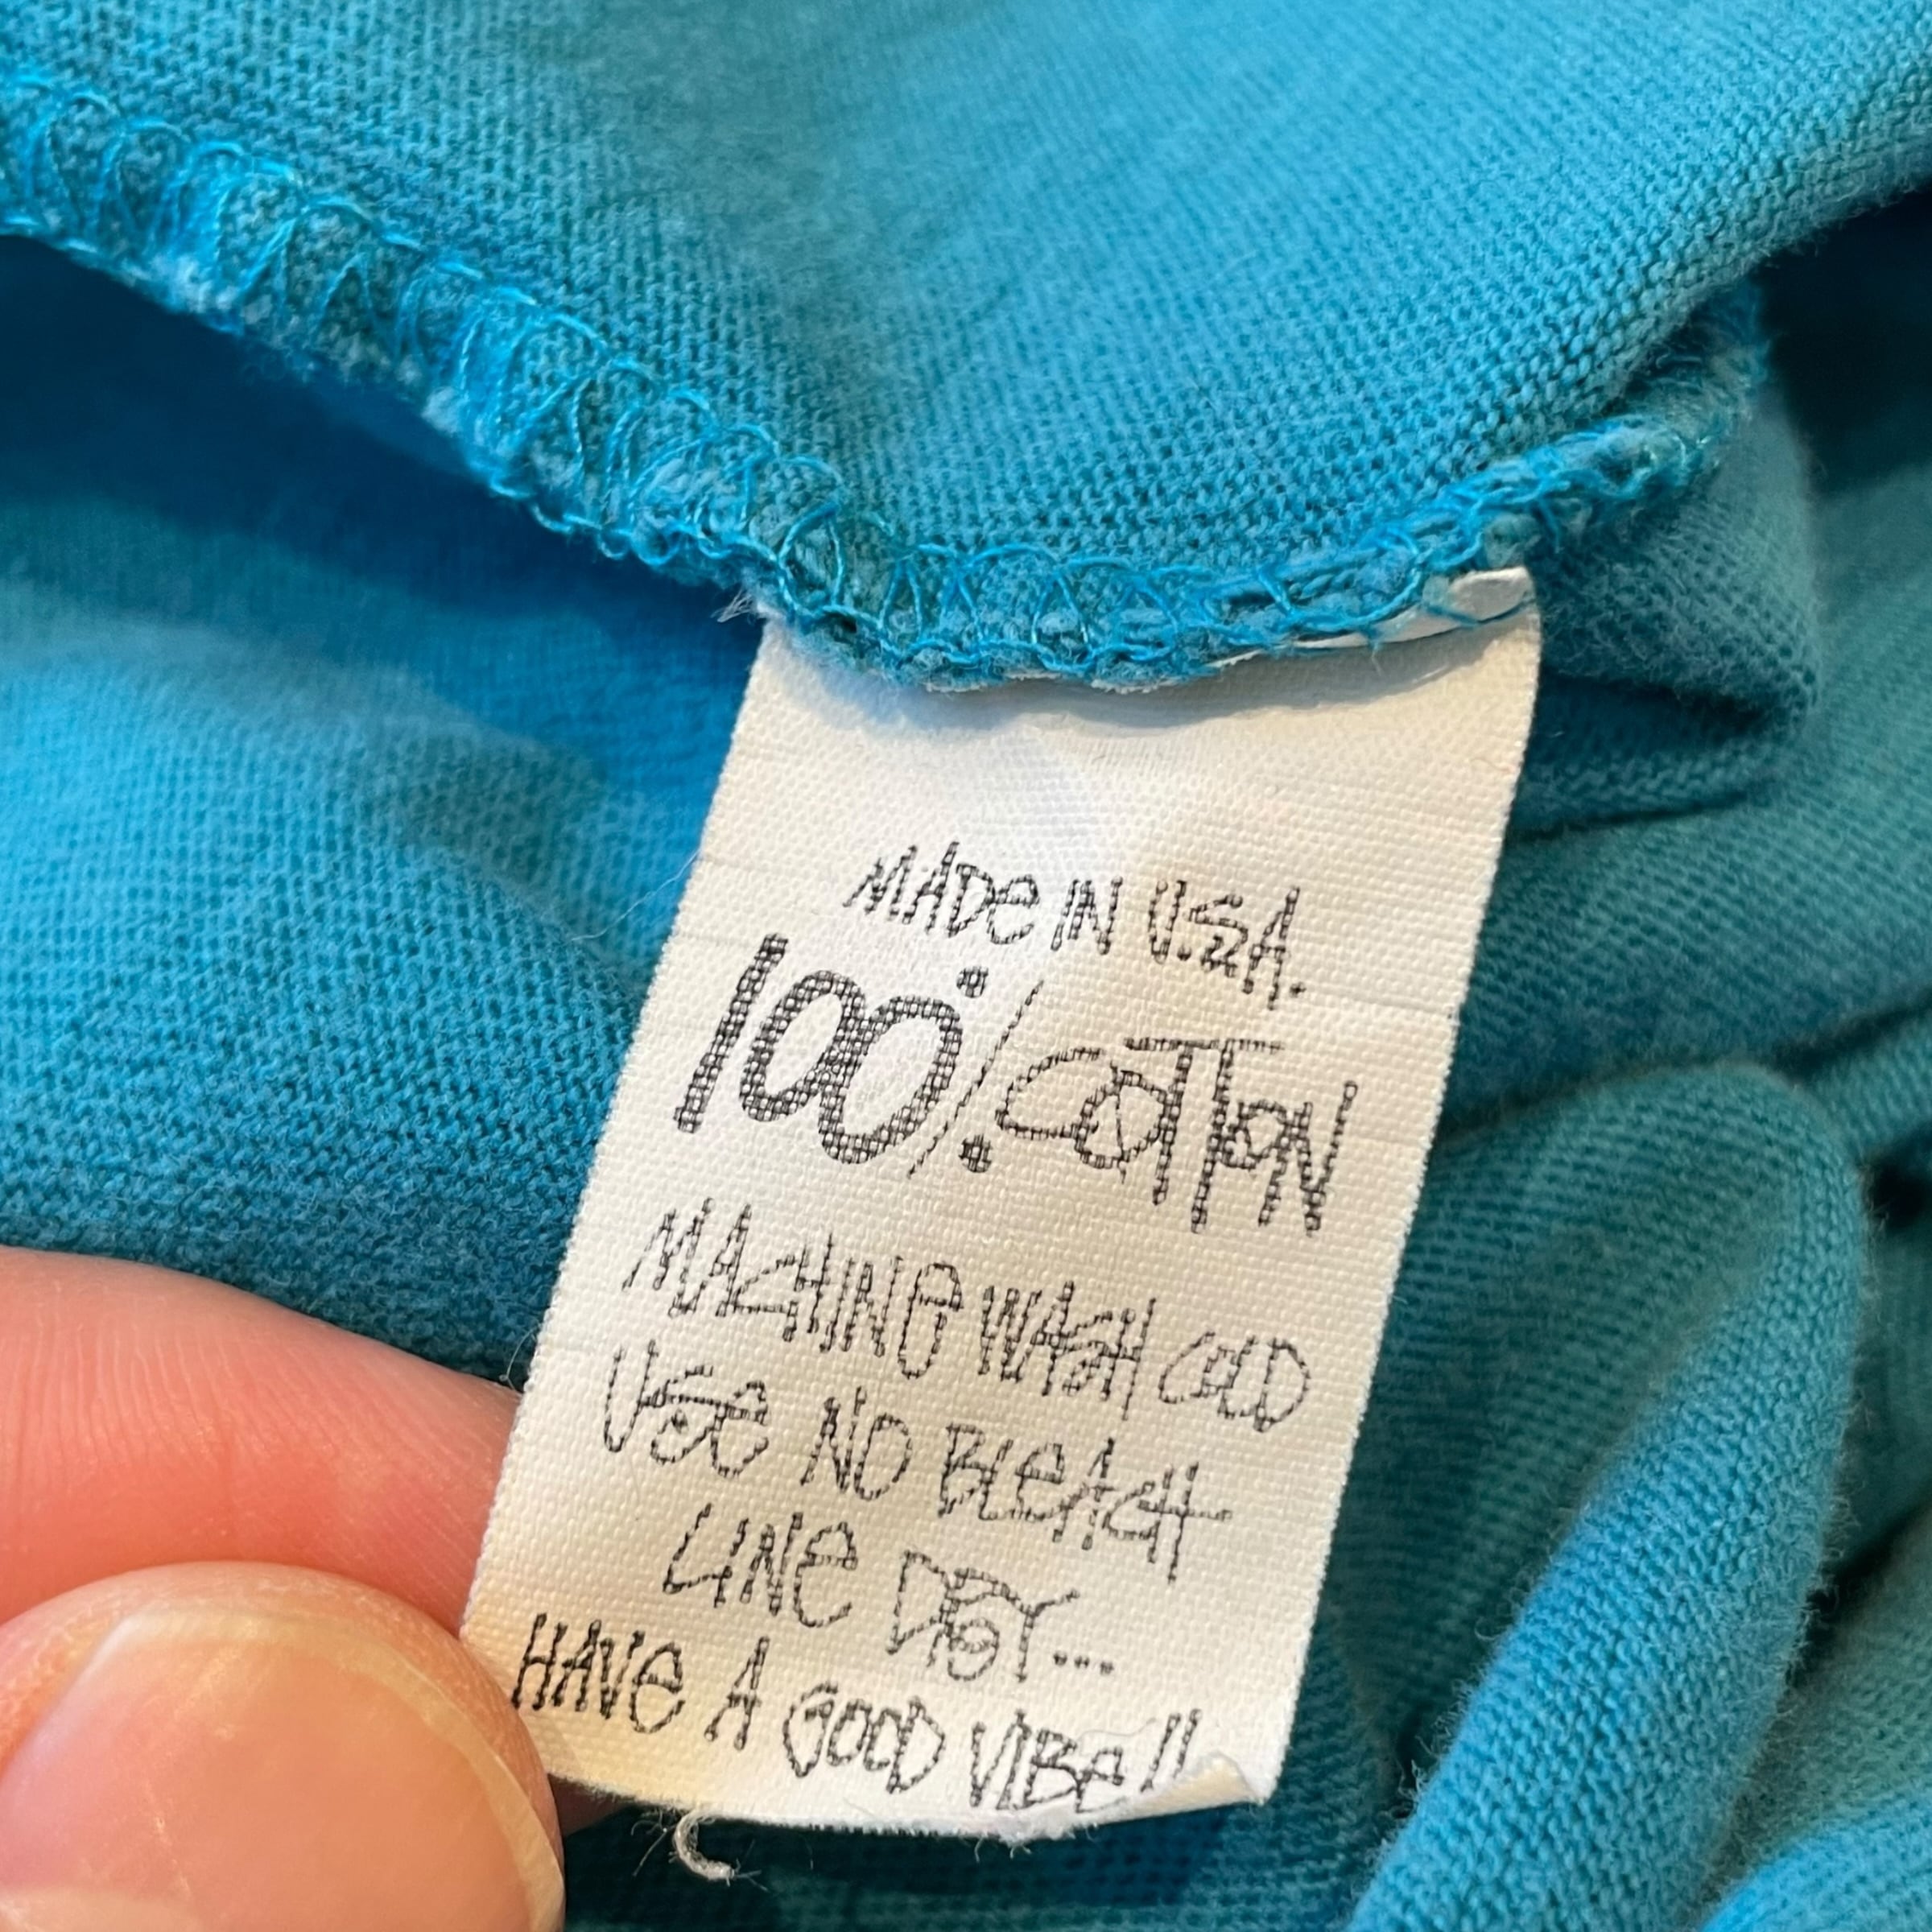 MADe IN U.S.A.
100% COTTON
MACHINE WASH COLD
USe NO BLeACH
LINe DRY...
HAVe A GOOD VIBe!!